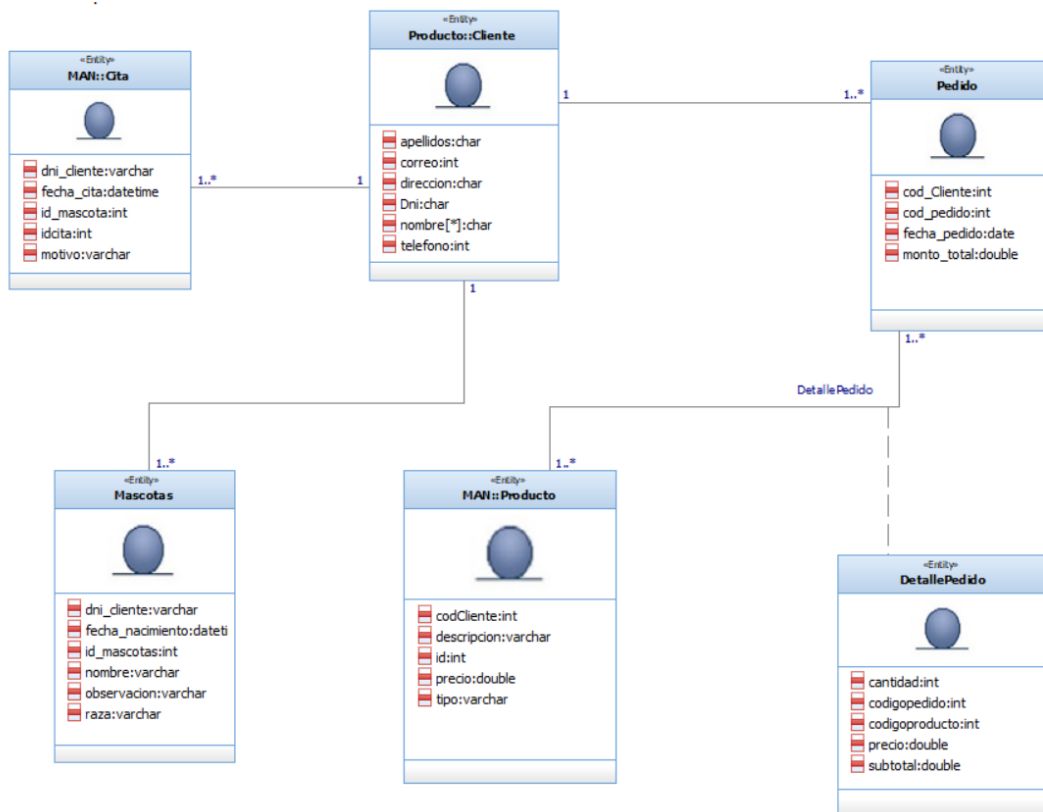 «Entity»
MAN::Cita
dni_cliente:varchar
fecha_cita:datetime
id_mascota:int
idcita:int
motivo:varchar
«Entity»
Producto::Cliente
apellidos:char
correo:int
direccion:char
Dni:char
nombre[*]:char
telefono:int
«Entity»
Pedido
cod_Cliente:int
cod_pedido:int
fecha_pedido:date
monto_total:double
1..*
1
1
1..*
1
1..*
1..*
DetallePedido
1..*
«Entity»
Mascotas
dni_cliente:varchar
fecha_nacimiento:dateti
id_mascotas:int
nombre:varchar
observacion:varchar
raza:varchar
«Entity»
MAN::Producto
codCliente:int
descripcion:varchar
id:int
precio:double
tipo:varchar
«Entity»
DetallePedido
cantidad:int
codigopedido:int
codigoproducto:int
precio:double
subtotal:double